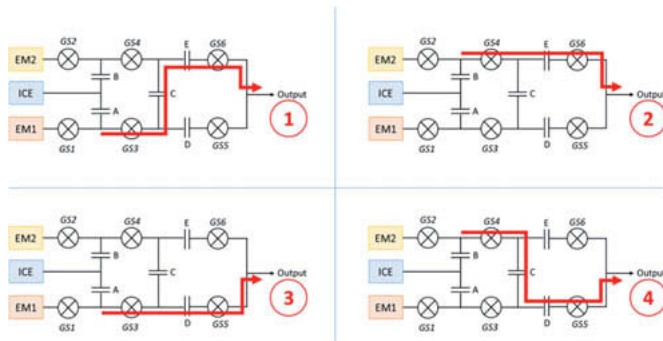 GS2 GS4 E GS6
EM2
B
ICE C Output
A
EM1 1
GS1 GS3 D GS5
GS2 GS4 E GS6
EM2
B
ICE C Output
A
EM1 2
GS1 GS3 D GS5
GS2 GS4 E GS6
EM2
B
ICE C Output
A
EM1 3
GS1 GS3 D GS5
GS2 GS4 E GS6
EM2
B
ICE C Output
A
EM1 4
GS1 GS3 D GS5